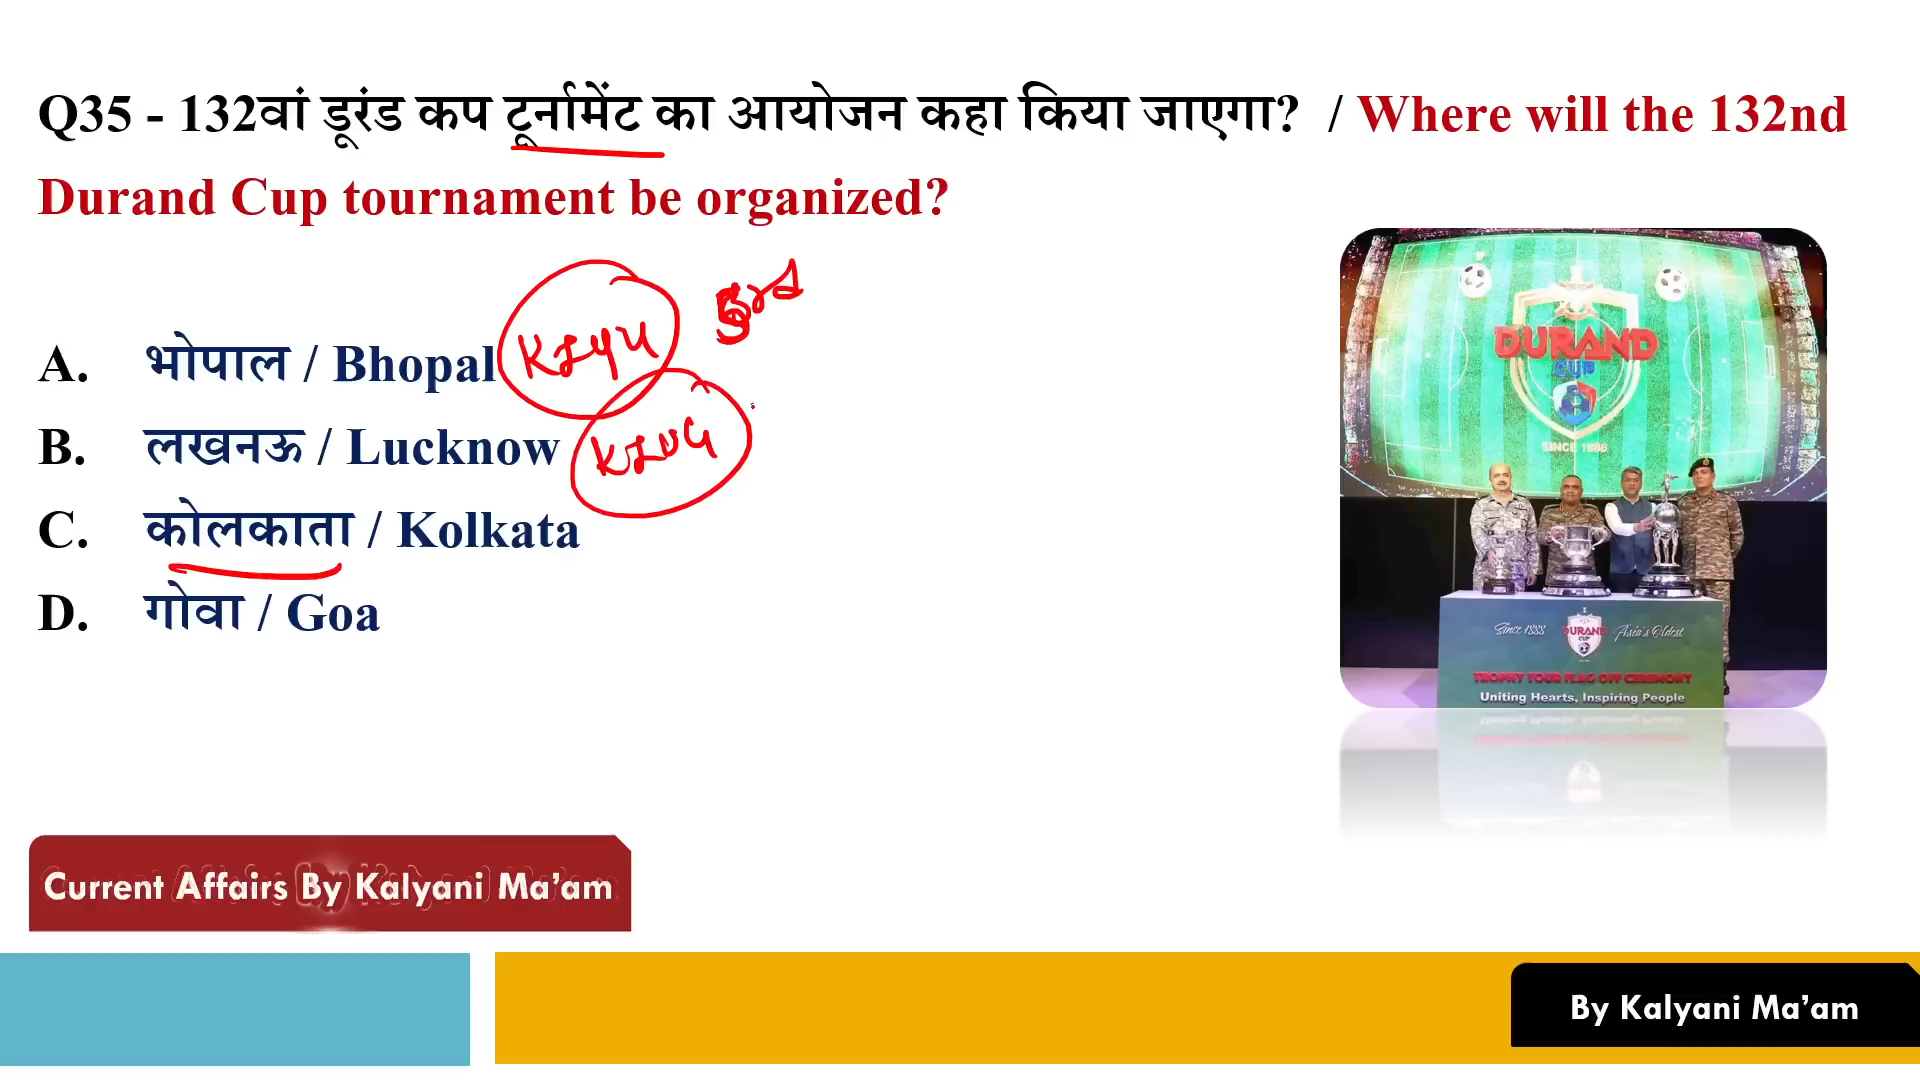 Q35 - 132वां डूरंड कप टूर्नामेंट का आयोजन कहा किया जाएगा? / Where will the 132nd
Durand Cup tournament be organized?
A. भोपाल / Bhopal
B. लखनऊ / Lucknow
C. कोलकाता / Kolkata
D. गोवा / Goa
DURAND
CUP
SINCE 1888
Since 1888 DURAND CUP Asia's Oldest
TROPHY TOUR FLAG OFF CEREMONY
Uniting Hearts, Inspiring People
Current Affairs By Kalyani Ma'am
By Kalyani Ma'am